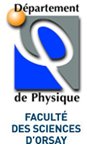 Département
de Physique
FACULTÉ
DES SCIENCES
D'ORSAY